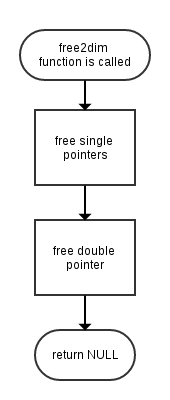 free2dim
function is called
free single
pointers
free double
pointer
return NULL